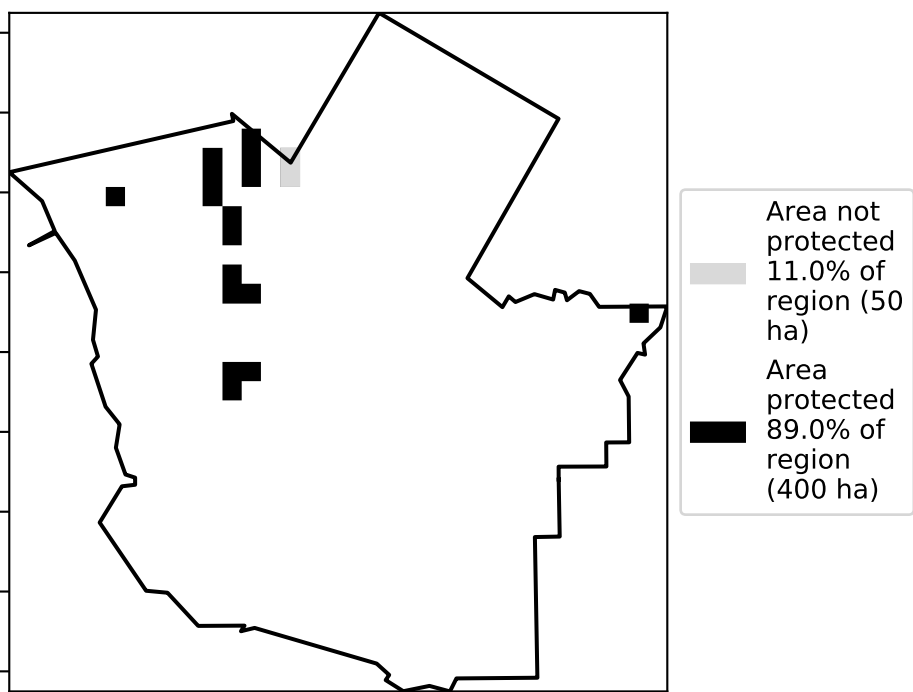 Area not
protected
11.0% of
region (50
ha)
Area
protected
89.0% of
region
(400 ha)